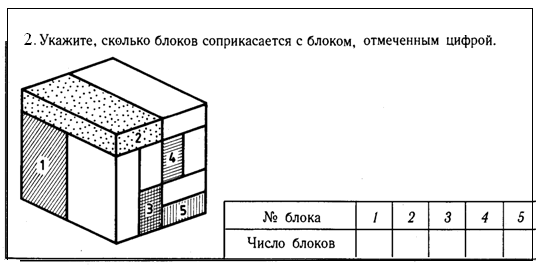 2. Укажите, сколько блоков соприкасается с блоком, отмеченным цифрой.
2
1
4
3
5
№ блока 1 2 3 4 5
Число блоков